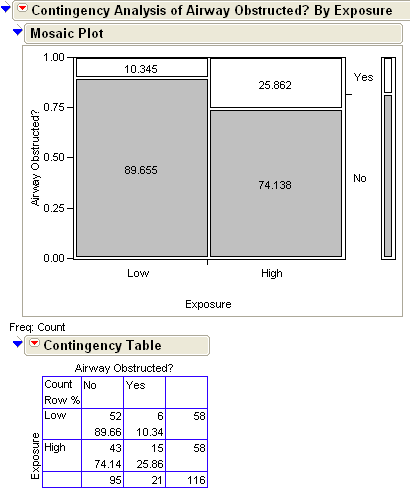 Contingency Analysis of Airway Obstructed? By Exposure
Mosaic Plot
1.00
0.75
0.50
0.25
0.00
Airway Obstructed?
10.345
25.862
89.655
74.138
Yes
No
Low High
Exposure
Freq: Count
Contingency Table
Airway Obstructed?
Exposure
Count No Yes
Row %
Low 52 6 58
89.66 10.34
High 43 15 58
74.14 25.86
95 21 116